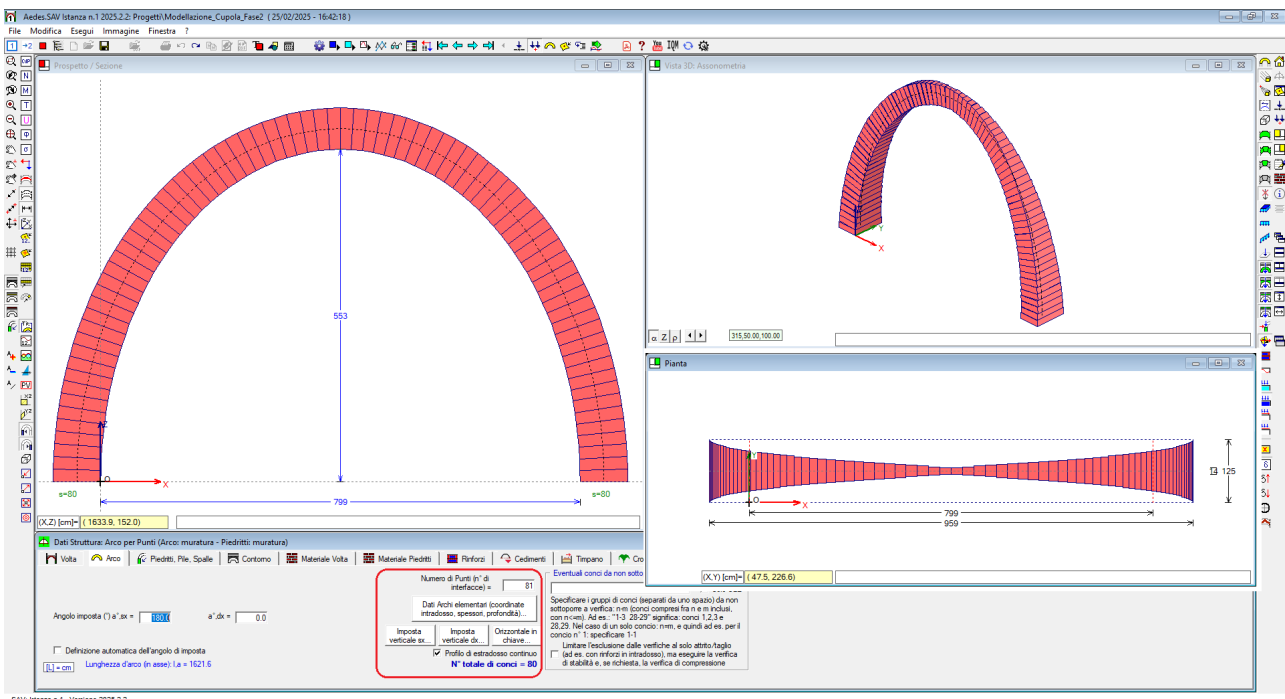 Aedes.SAV Istanza n.1 2025.2.2: Progetti\Modellazione_Cupola_Fase2 ( 25/02/2025 - 16:42:18 )
File Modifica Esegui Immagine Finestra ?
Prospetto / Sezione
553
Z
O
X
s=80
799
s=80
(X,Z) [cm]= ( 1633.9, 152.0)
Vista 3D: Assonometria
Y
X
α Z ρ
315,50.00,100.00
Pianta
Y
O
X
799
959
125
(X,Y) [cm]= ( 47.5, 226.6)
Dati Struttura: Arco per Punti (Arco: muratura - Piedritti: muratura)
Volta Arco Piedritti, Pile, Spalle Contorno Materiale Volta Materiale Piedritti Rinforzi Cedimenti Timpano Cro
Angolo imposta (°) a°,sx = 180.0 a°,dx = 0.0
Definizione automatica dell'angolo di imposta
[L] = cm Lunghezza d'arco (in asse): l,a = 1621.6
Numero di Punti (n° di interfacce) = 81
Dati Archi elementari (coordinate
intradosso, spessori, profondità)...
Imposta verticale sx...
Imposta verticale dx...
Orizzontale in chiave...
Profilo di estradosso continuo
N° totale di conci = 80
Eventuali conci da non sotto
Specificare i gruppi di conci (separati da uno spazio) da non
sottoporre a verifica: n-m (conci compresi fra n e m inclusi,
con n<=m). Ad es.: "1-3 28-29" significa: conci 1,2,3 e
28,29. Nel caso di un solo concio: n=m, e quindi ad es. per il
concio n° 1: specificare 1-1
Limitare l'esclusione dalle verifiche al solo attrito/taglio
(ad es. con rinforzi in intradosso), ma eseguire la verifica
di stabilità e, se richiesta, la verifica di compressione